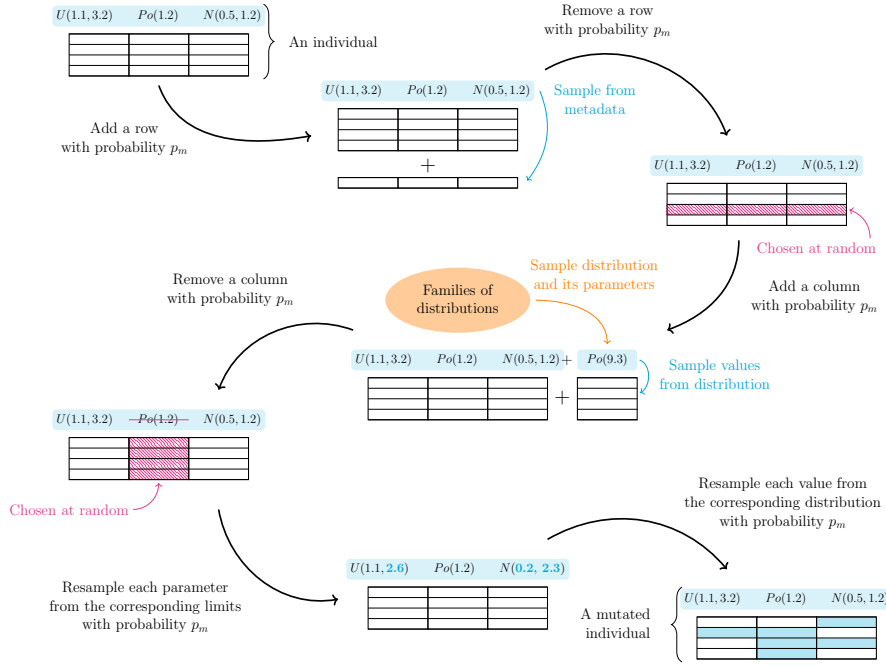 U(1.1, 3.2) Po(1.2) N(0.5, 1.2)
An individual
Add a row
with probability p_m
U(1.1, 3.2) Po(1.2) N(0.5, 1.2)
+
Sample from
metadata
Remove a row
with probability p_m
U(1.1, 3.2) Po(1.2) N(0.5, 1.2)
Chosen at random
Add a column
with probability p_m
Families of
distributions
Sample distribution
and its parameters
U(1.1, 3.2) Po(1.2) N(0.5, 1.2) + Po(9.3)
+
Sample values
from distribution
Remove a column
with probability p_m
U(1.1, 3.2) Po(1.2) N(0.5, 1.2)
Chosen at random
Resample each parameter
from the corresponding limits
with probability p_m
U(1.1, 2.6) Po(1.2) N(0.2, 2.3)
Resample each value from
the corresponding distribution
with probability p_m
U(1.1, 3.2) Po(1.2) N(0.5, 1.2)
A mutated
individual